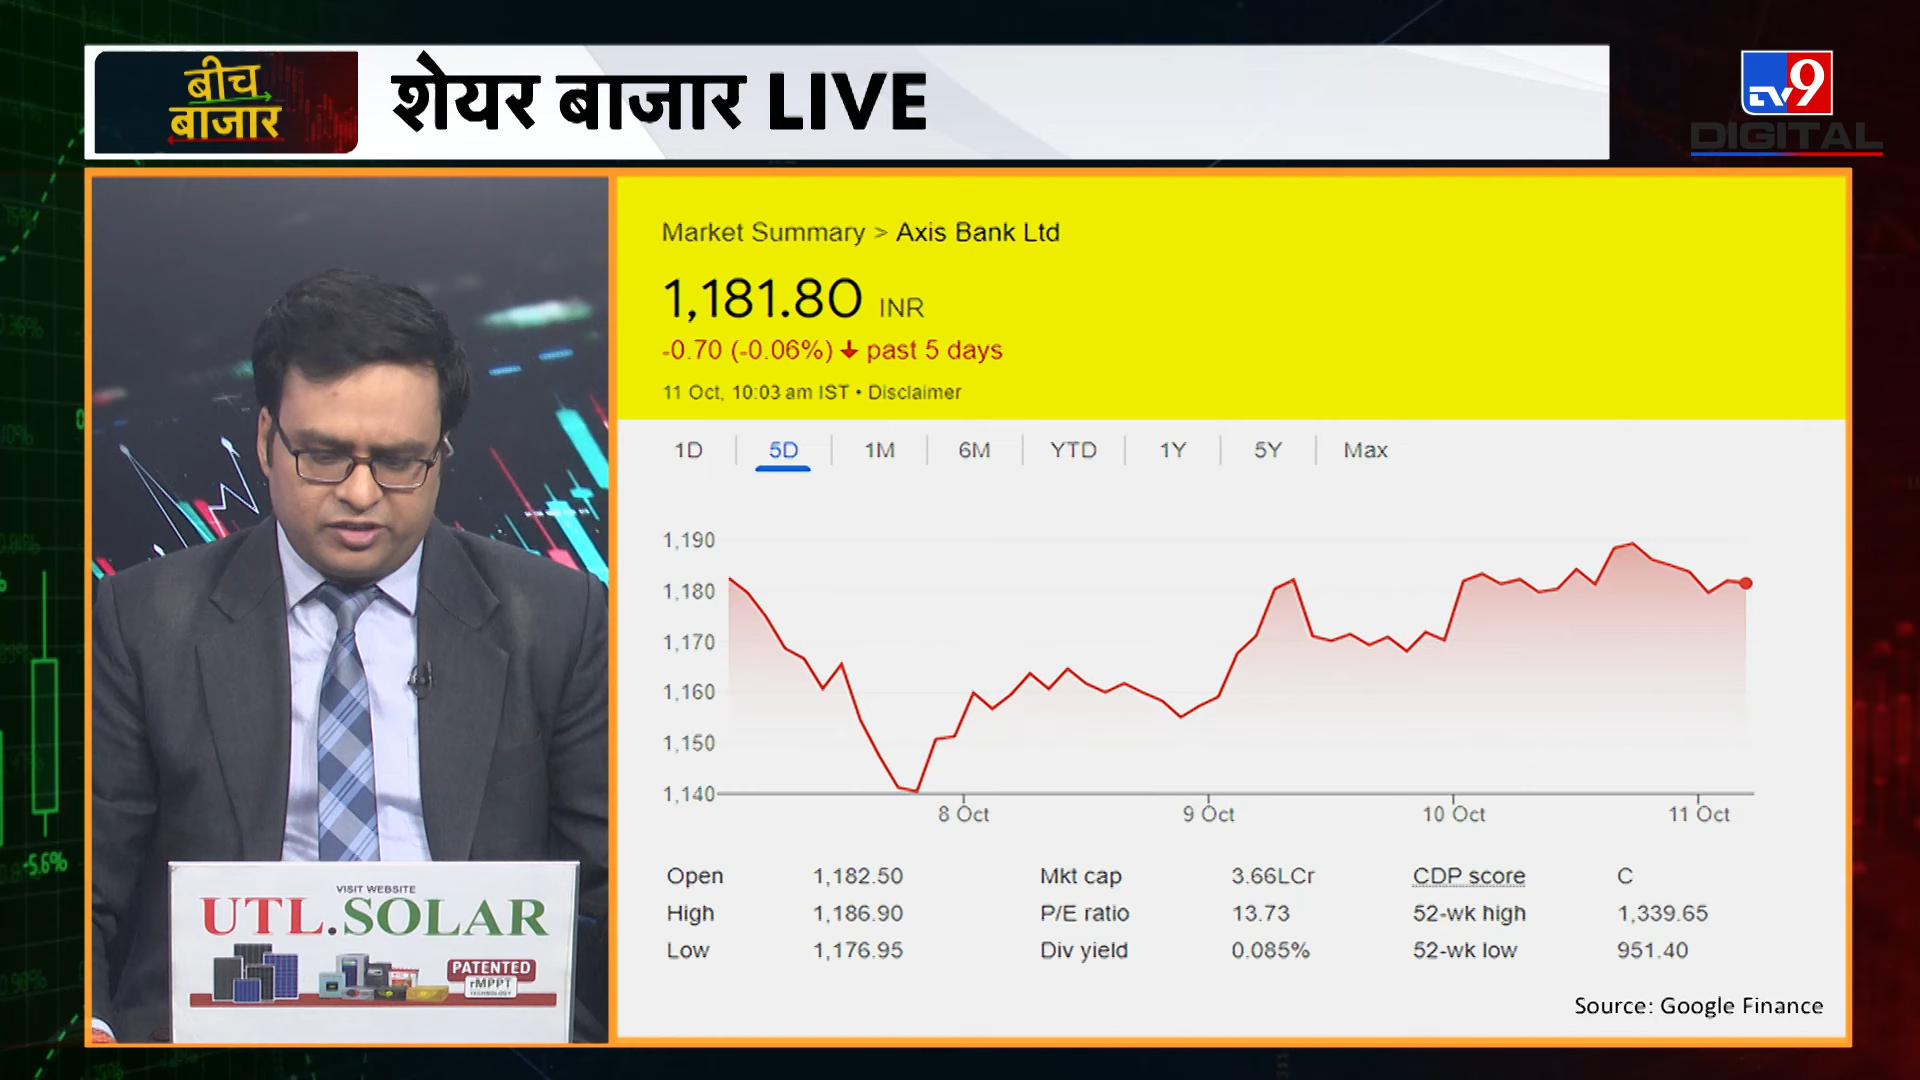 बीच
बाजार
शेयर बाजार LIVE
TV9
DIGITAL
Market Summary > Axis Bank Ltd
1,181.80 INR
-0.70 (-0.06%) ↓ past 5 days
11 Oct, 10:03 am IST • Disclaimer
1D 5D 1M 6M YTD 1Y 5Y Max
1,190
1,180
1,170
1,160
1,150
1,140
8 Oct 9 Oct 10 Oct 11 Oct
Open 1,182.50 Mkt cap 3.66LCr CDP score C
High 1,186.90 P/E ratio 13.73 52-wk high 1,339.65
Low 1,176.95 Div yield 0.085% 52-wk low 951.40
Source: Google Finance
VISIT WEBSITE
UTL.SOLAR
PATENTED
rMPPT
TECHNOLOGY
-5.6%